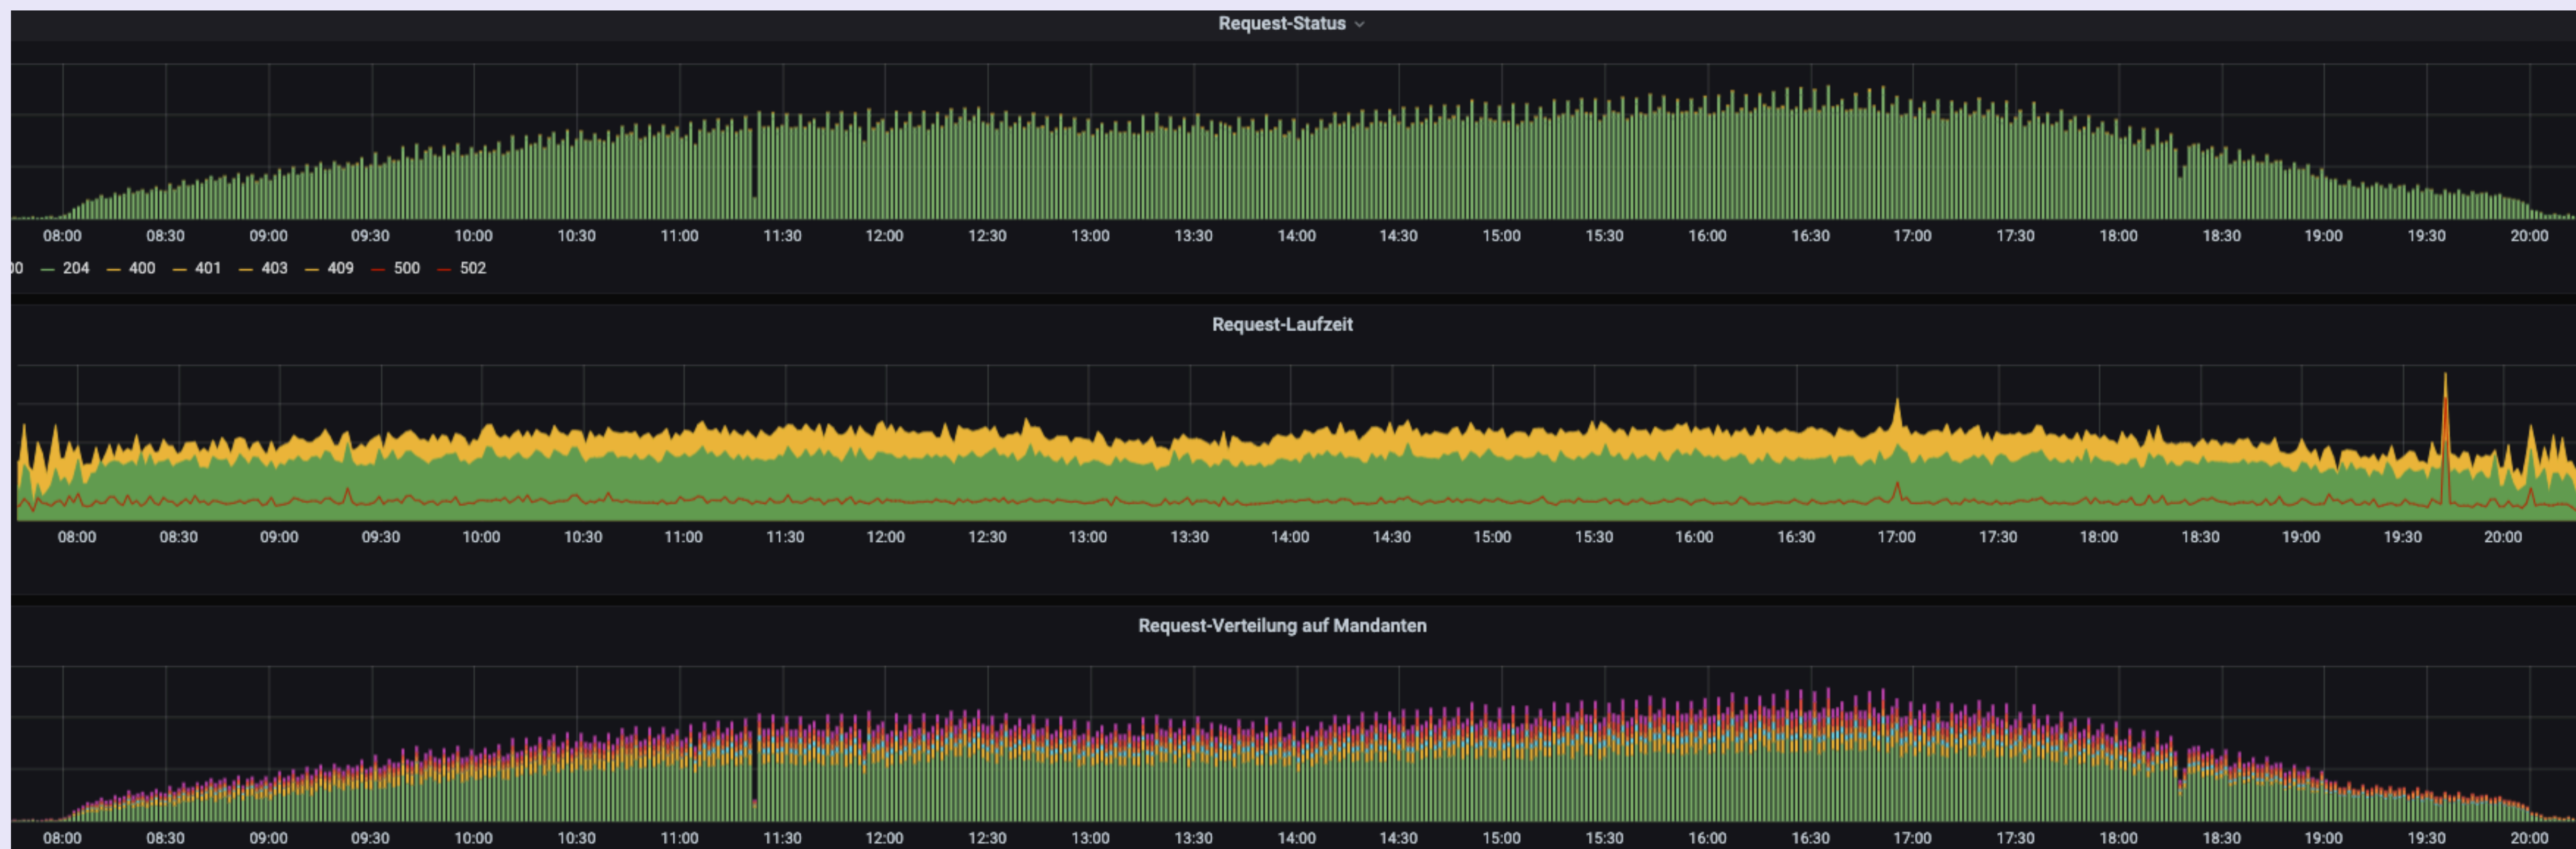 Request-Status
08:00 08:30 09:00 09:30 10:00 10:30 11:00 11:30 12:00 12:30 13:00 13:30 14:00 14:30 15:00 15:30 16:00 16:30 17:00 17:30 18:00 18:30 19:00 19:30 20:00
204 400 401 403 409 500 502
Request-Laufzeit
08:00 08:30 09:00 09:30 10:00 10:30 11:00 11:30 12:00 12:30 13:00 13:30 14:00 14:30 15:00 15:30 16:00 16:30 17:00 17:30 18:00 18:30 19:00 19:30 20:00
Request-Verteilung auf Mandanten
08:00 08:30 09:00 09:30 10:00 10:30 11:00 11:30 12:00 12:30 13:00 13:30 14:00 14:30 15:00 15:30 16:00 16:30 17:00 17:30 18:00 18:30 19:00 19:30 20:00